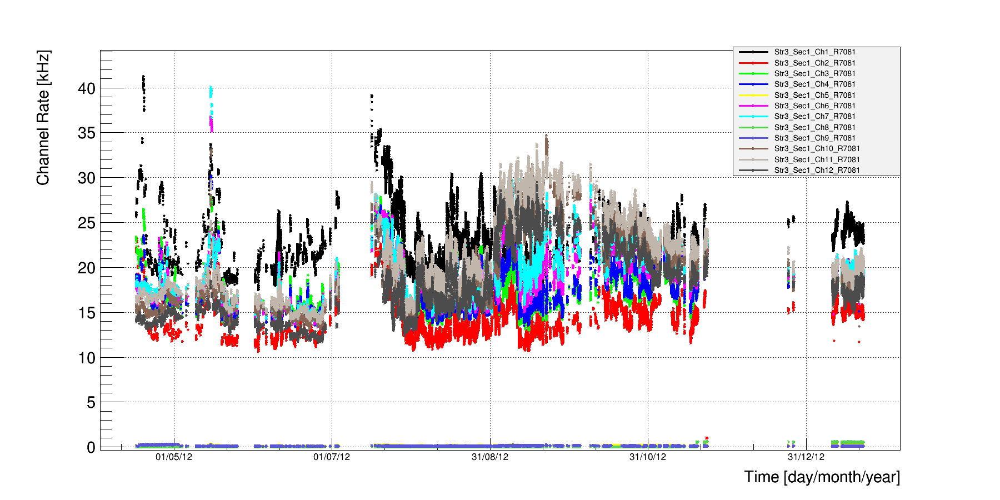 Channel Rate [kHz]
40
35
30
25
20
15
10
5
0
01/05/12
01/07/12
31/08/12
31/10/12
31/12/12
Time [day/month/year]
Str3_Sec1_Ch1_R7081
Str3_Sec1_Ch2_R7081
Str3_Sec1_Ch3_R7081
Str3_Sec1_Ch4_R7081
Str3_Sec1_Ch5_R7081
Str3_Sec1_Ch6_R7081
Str3_Sec1_Ch7_R7081
Str3_Sec1_Ch8_R7081
Str3_Sec1_Ch9_R7081
Str3_Sec1_Ch10_R7081
Str3_Sec1_Ch11_R7081
Str3_Sec1_Ch12_R7081